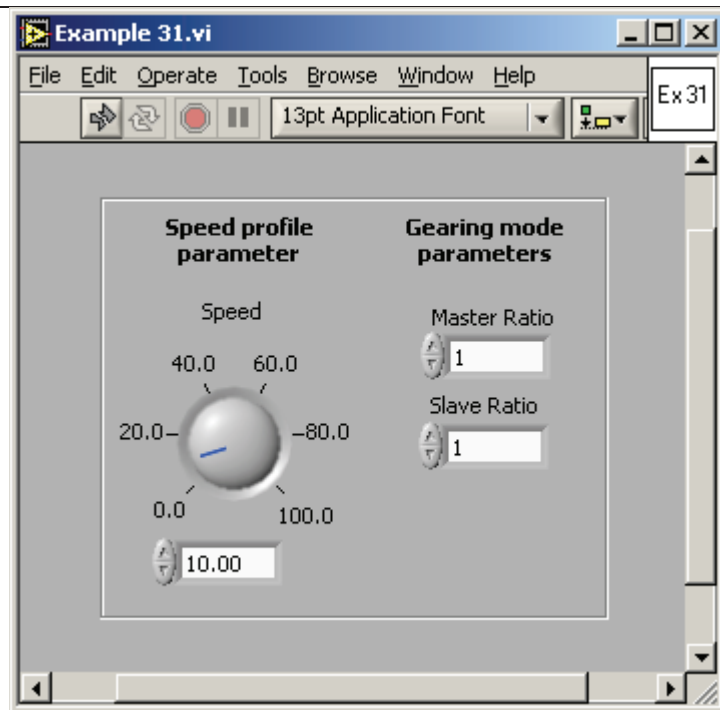 Example 31.vi
File Edit Operate Tools Browse Window Help
Ex 31
13pt Application Font
Speed profile
parameter
Speed
40.0 60.0
20.0 80.0
0.0 100.0
10.00
Gearing mode
parameters
Master Ratio
1
Slave Ratio
1